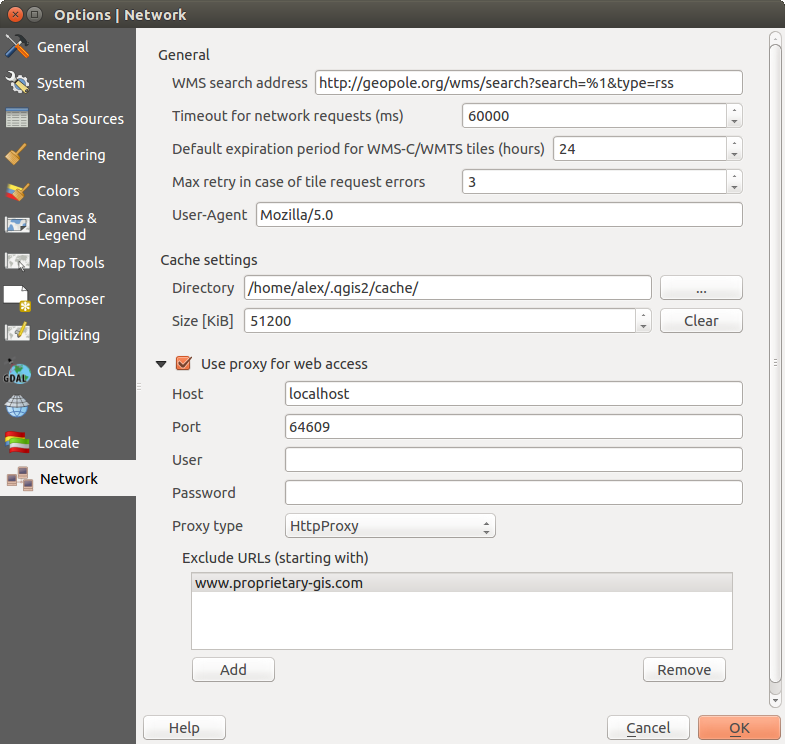 Options | Network
General
System
Data Sources
Rendering
Colors
Canvas &
Legend
Map Tools
Composer
Digitizing
GDAL
GDAL
CRS
Locale
Network
General
WMS search address http://geopole.org/wms/search?search=%1&type=rss
Timeout for network requests (ms) 60000
Default expiration period for WMS-C/WMTS tiles (hours) 24
Max retry in case of tile request errors 3
User-Agent Mozilla/5.0
Cache settings
Directory /home/alex/.qgis2/cache/ ...
Size [KiB] 51200 Clear
Use proxy for web access
Host localhost
Port 64609
User
Password
Proxy type HttpProxy
Exclude URLs (starting with)
www.proprietary-gis.com
Add Remove
Help Cancel OK